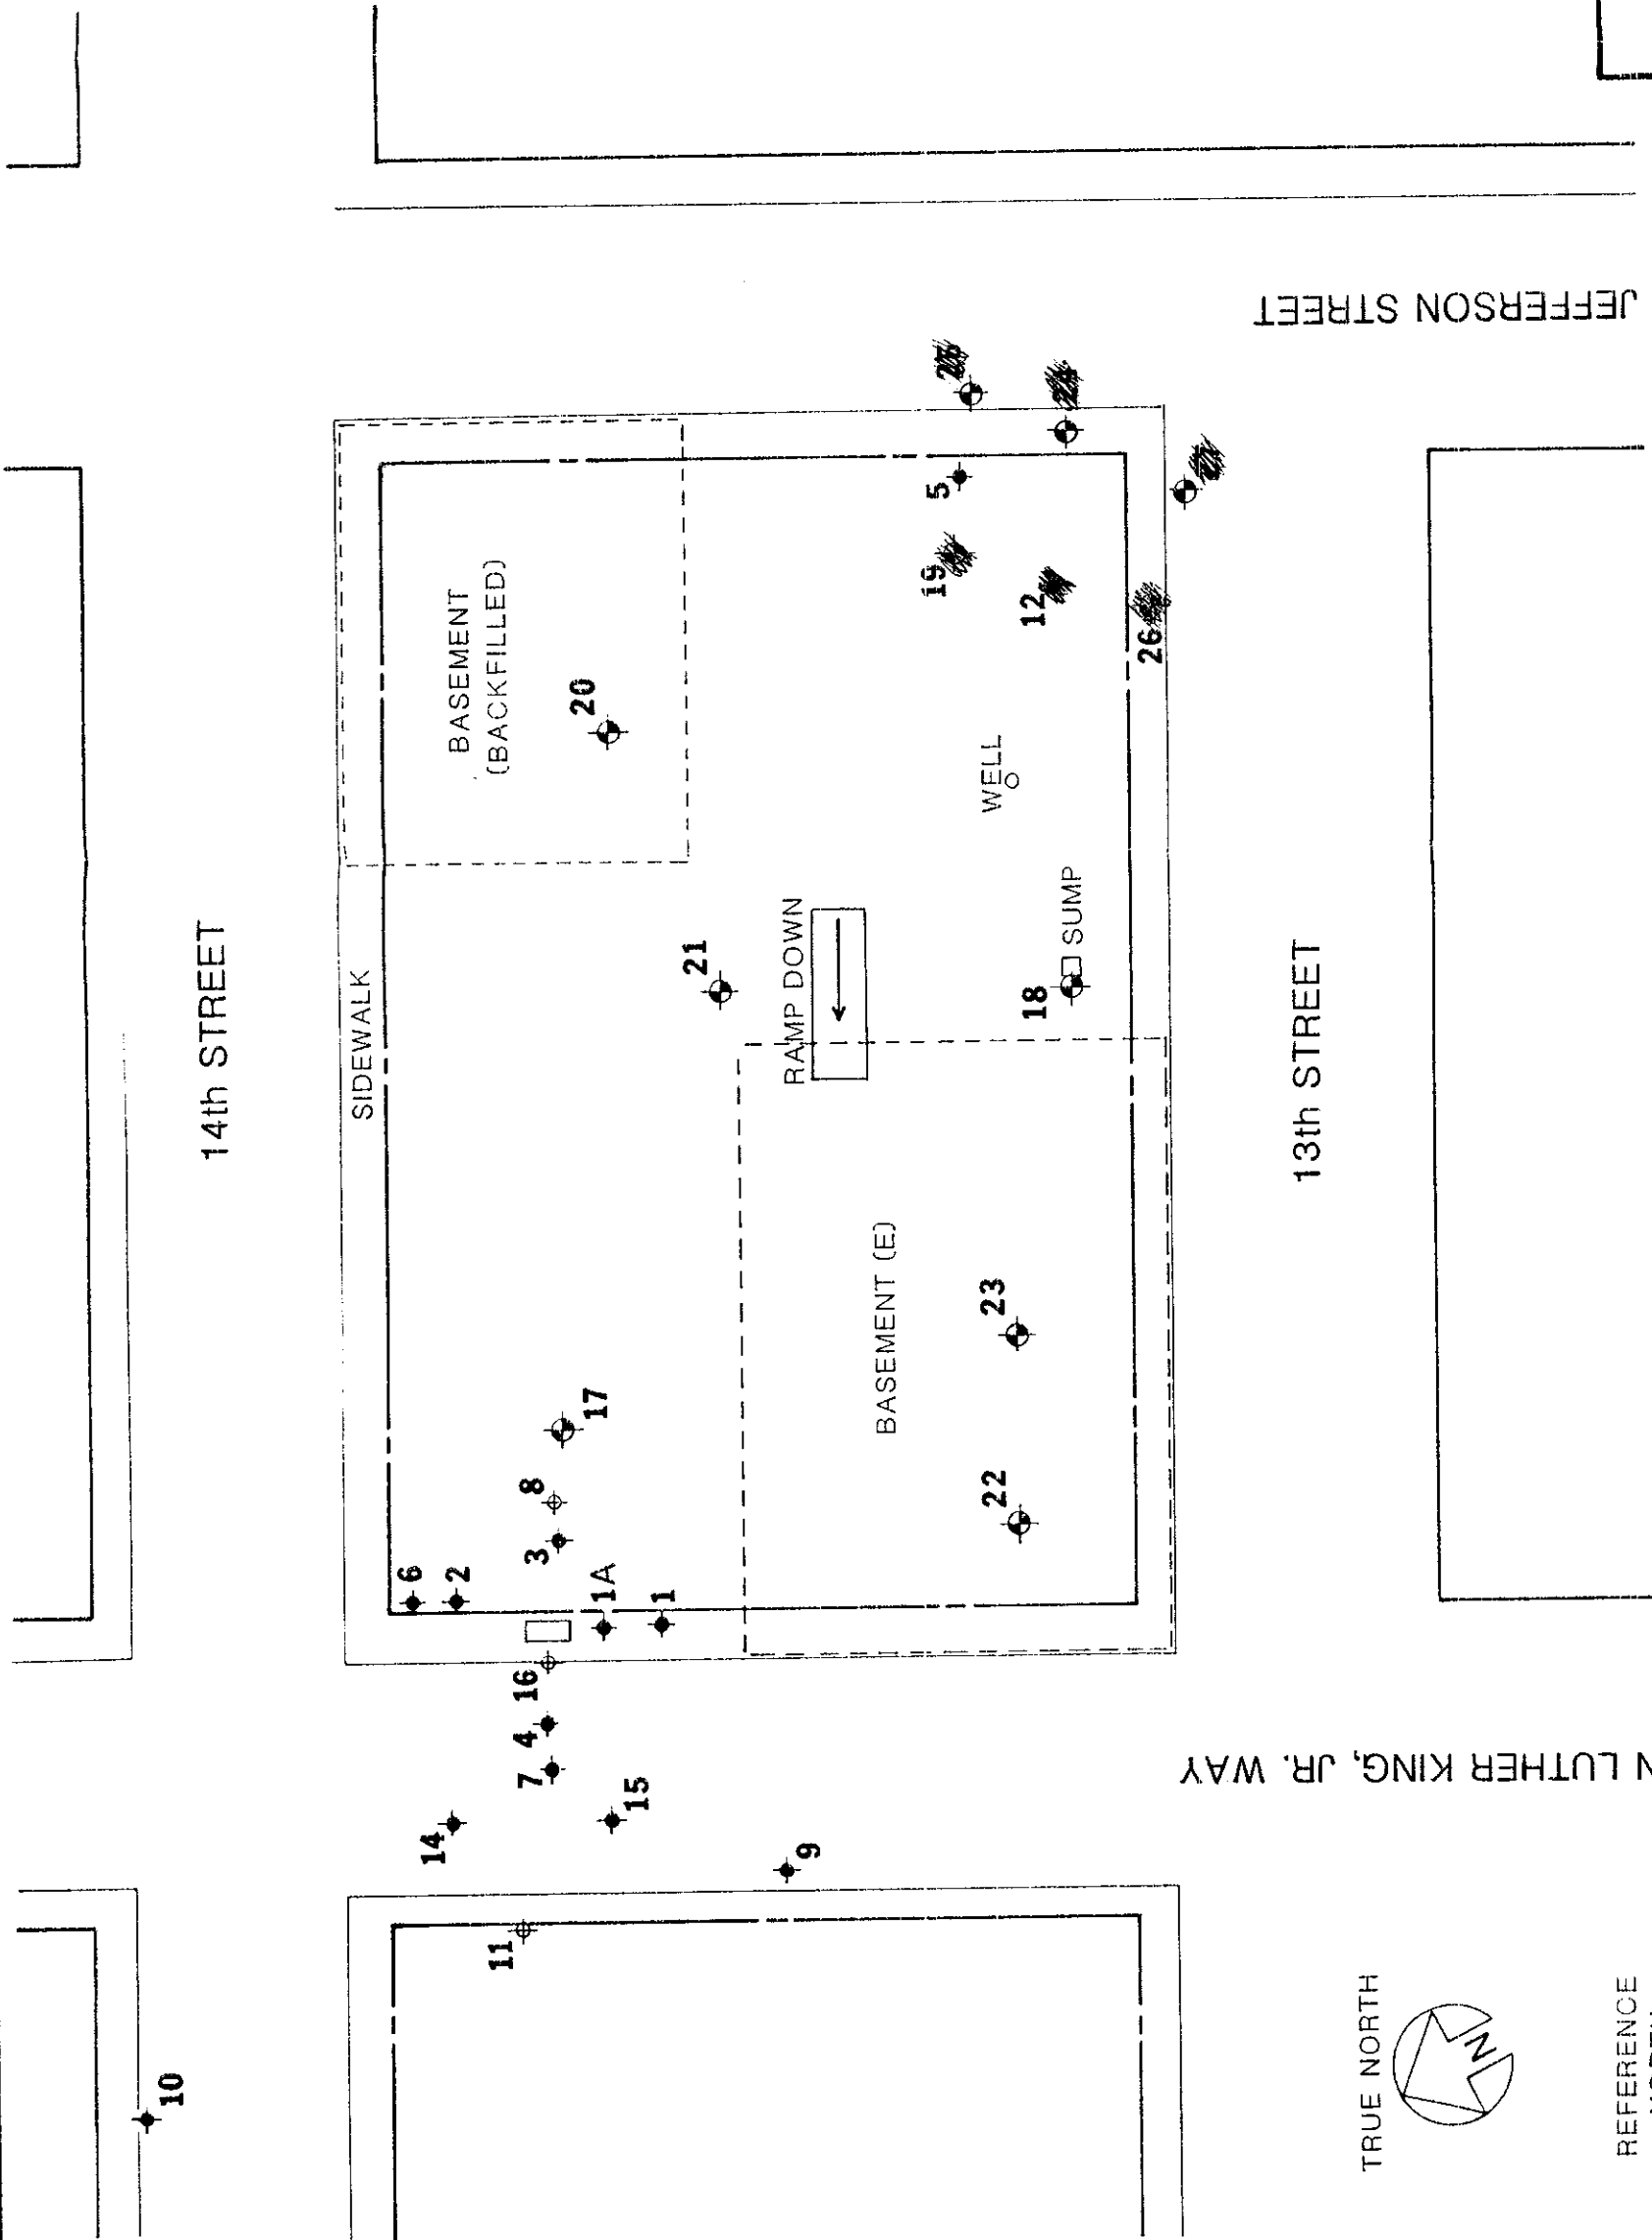 14th STREET
SIDEWALK
BASEMENT
(BACKFILLED)
20
21
RAMP DOWN
WELL
SUMP
18
19
5
12
26
JEFFERSON STREET
13th STREET
BASEMENT (E)
23
22
17
8
3
6
2
1A
1
16
4
7
14
15
9
11
10
N LUTHER KING, JR. WAY
TRUE NORTH
N
REFERENCE